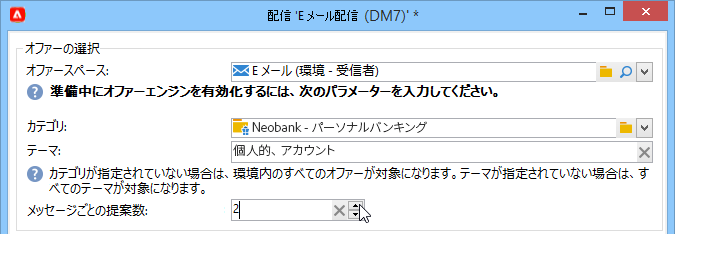 配信 'Eメール配信 (DM7)' *
オファーの選択
オファースペース: Eメール (環境 - 受信者)
準備中にオファーエンジンを有効化するには、次のパラメーターを入力してください。
カテゴリ: Neobank - パーソナルバンキング
テーマ: 個人的、アカウント
カテゴリが指定されていない場合は、環境内のすべてのオファーが対象になります。テーマが指定されていない場合は、す
べてのテーマが対象になります。
メッセージごとの提案数: 2